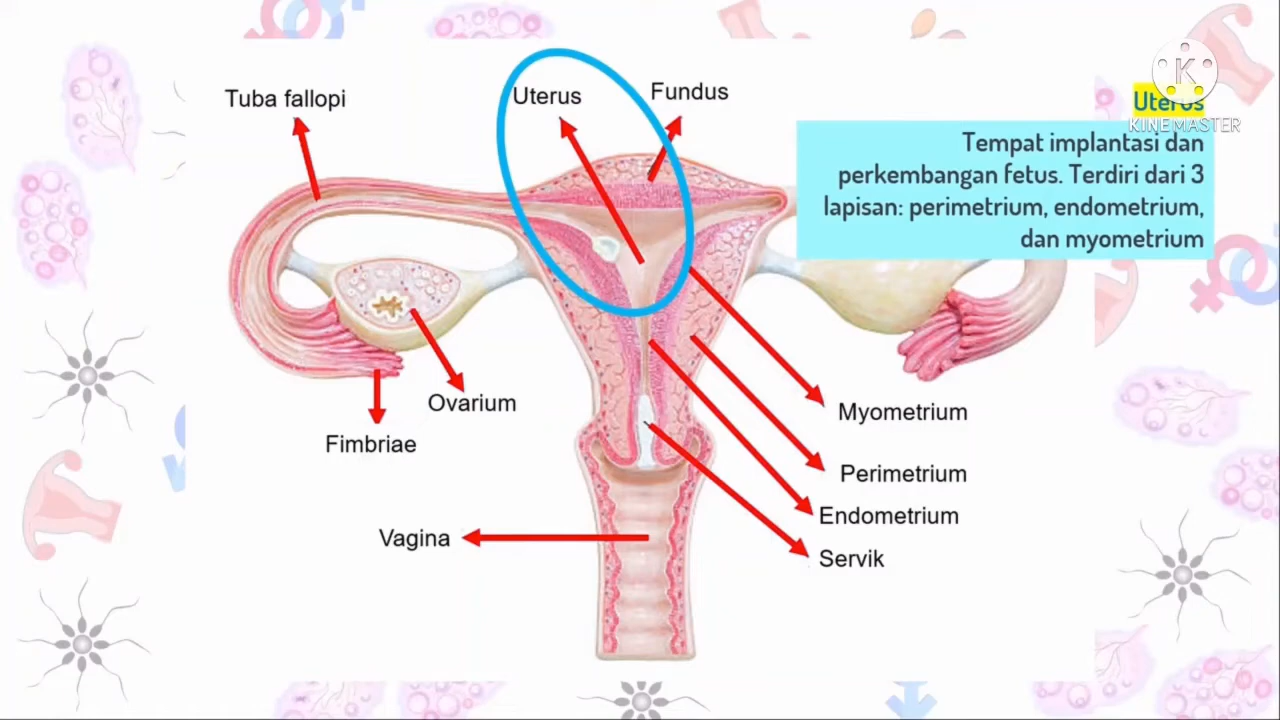 Tuba fallopi
Uterus
Fundus
Uterus
K
KINEMASTER
Tempat implantasi dan
perkembangan fetus. Terdiri dari 3
lapisan: perimetrium, endometrium,
dan myometrium
Ovarium
Fimbriae
Vagina
Myometrium
Perimetrium
Endometrium
Servik